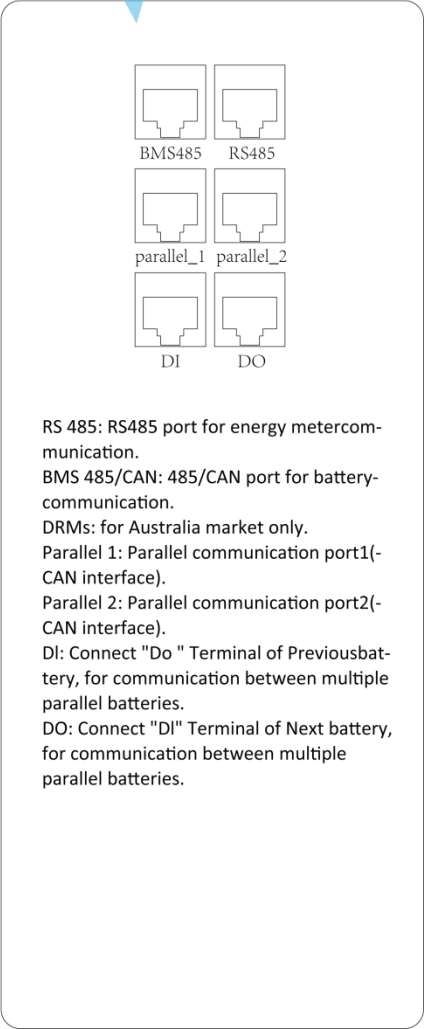 BMS485 RS485
parallel_1 parallel_2
DI DO
RS 485: RS485 port for energy metercom-
munication.
BMS 485/CAN: 485/CAN port for battery-
communication.
DRMs: for Australia market only.
Parallel 1: Parallel communication port1(-
CAN interface).
Parallel 2: Parallel communication port2(-
CAN interface).
Dl: Connect "Do " Terminal of Previousbat-
tery, for communication between multiple
parallel batteries.
DO: Connect "Dl" Terminal of Next battery,
for communication between multiple
parallel batteries.